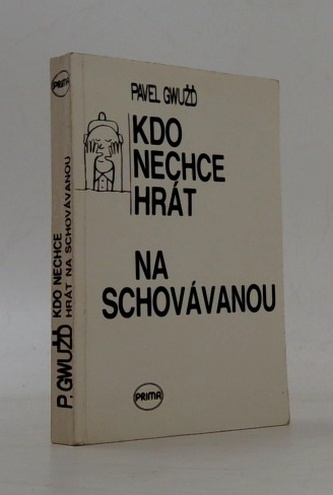 PAVEL GWUŽĎ
KDO
NECHCE
HRÁT
NA
SCHOVÁVANOU
PRIMA
PRIMA
P. GWUŽĎ KDO NECHCE
HRÁT NA SCHOVÁVANOU